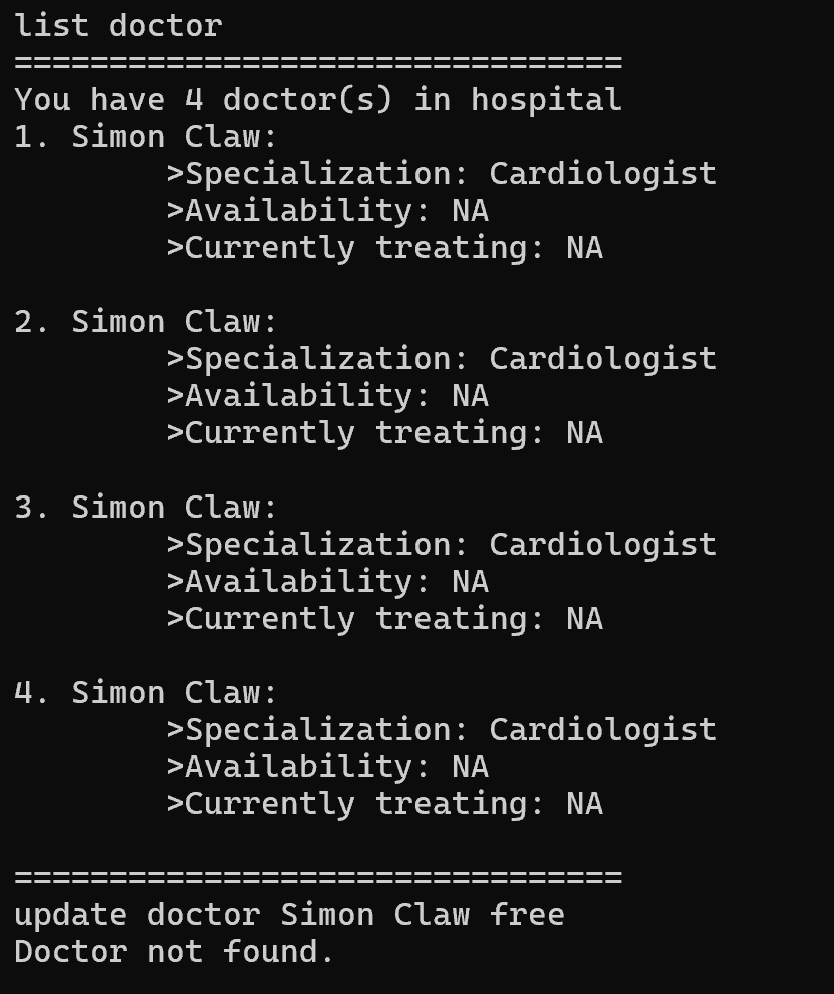 list doctor
================================
You have 4 doctor(s) in hospital
1. Simon Claw:
        >Specialization: Cardiologist
        >Availability: NA
        >Currently treating: NA

2. Simon Claw:
        >Specialization: Cardiologist
        >Availability: NA
        >Currently treating: NA

3. Simon Claw:
        >Specialization: Cardiologist
        >Availability: NA
        >Currently treating: NA

4. Simon Claw:
        >Specialization: Cardiologist
        >Availability: NA
        >Currently treating: NA

================================
update doctor Simon Claw free
Doctor not found.